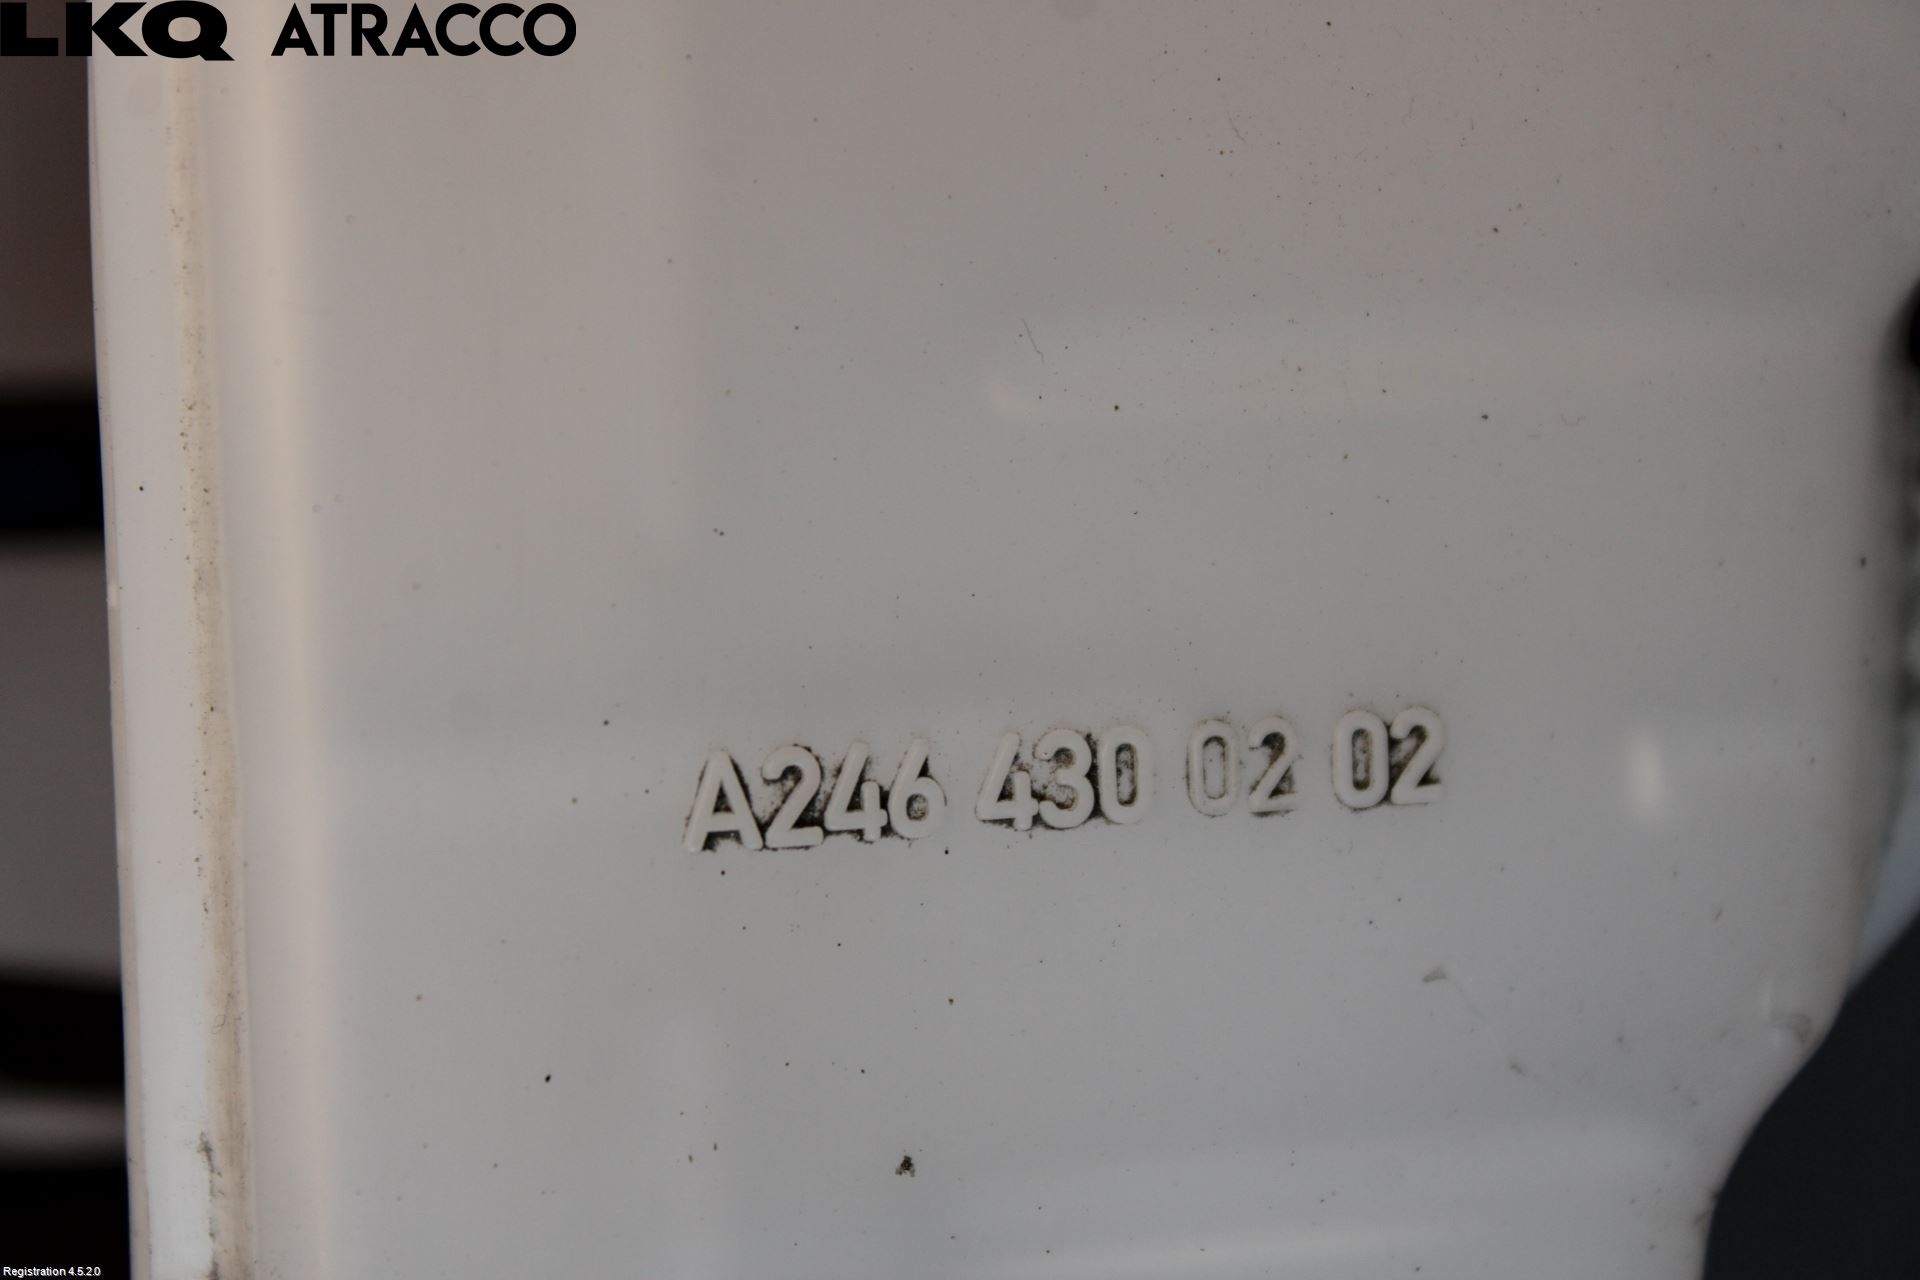 LKQ ATRACCO
A246 430 02 02
Registration 4.5.2.0